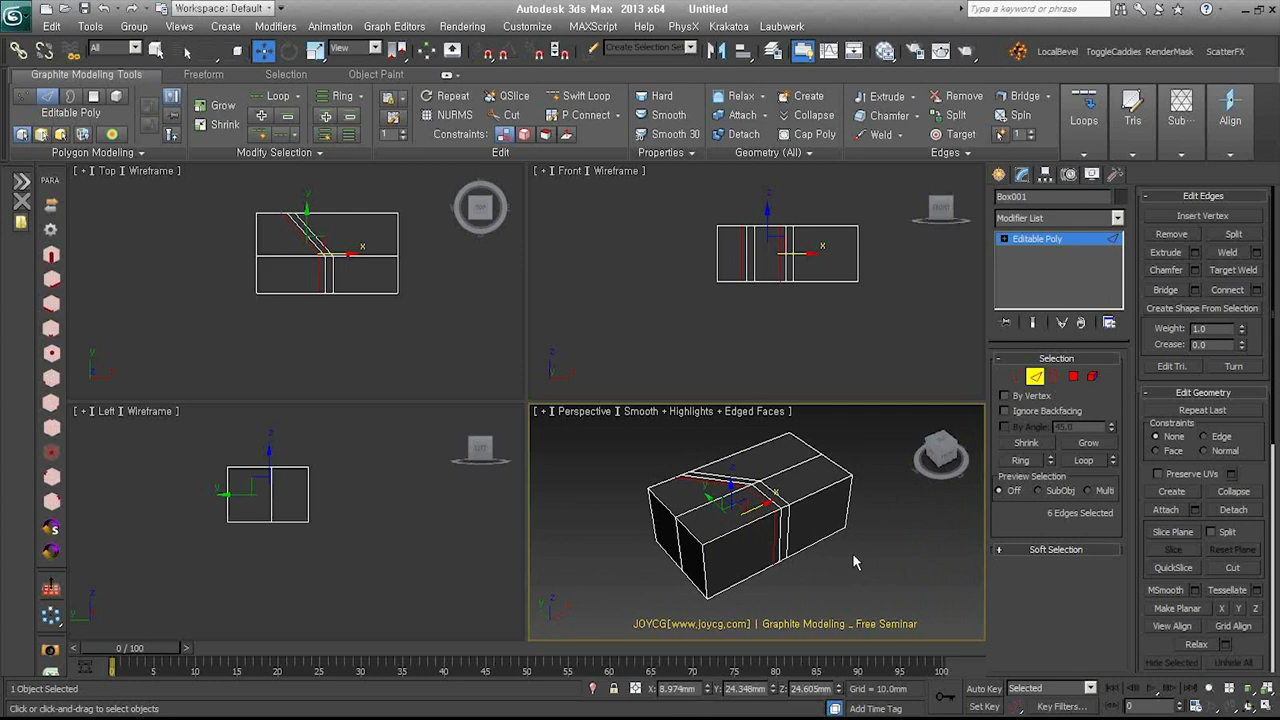 Workspace: Default
Autodesk 3ds Max 2013 x64 Untitled
Type a keyword or phrase
Edit Tools Group Views Create Modifiers Animation Graph Editors Rendering Customize MAXScript Help PhysX Krakatoa Laubwerk
All View Create Selection Set LocalBevel ToggleCaddies RenderMask ScatterFX
Graphite Modeling Tools Freeform Selection Object Paint
Grow Loop Ring Repeat QSlice Swift Loop Hard Relax Create Extrude Remove Bridge
Editable Poly Shrink NURMS Cut P Connect Smooth Attach Collapse Chamfer Split Spin Loops Tris Sub... Align
1 Constraints: Smooth 30 Detach Cap Poly Weld Target 1
Polygon Modeling Modify Selection Edit Properties Geometry (All) Edges
PARA
[ + ] Top ] Wireframe ]
TOP
y
x
y
[ + ] Front ] Wireframe ]
z
x
z
[ + ] Left ] Wireframe ]
LEFT
z
y
z
y
[ + ] Perspective ] Smooth + Highlights + Edged Faces ]
z
y
x
z
y
JOYCG[www.joycg.com] | Graphite Modeling _ Free Seminar
Box001
Modifier List
Editable Poly
Selection
By Vertex
Ignore Backfacing
By Angle: 45.0
Shrink Grow
Ring Loop
Preview Selection
Off SubObj Multi
6 Edges Selected
Soft Selection
Edit Edges
Insert Vertex
Remove Split
Extrude Weld
Chamfer Target Weld
Bridge Connect
Create Shape From Selection
Weight: 1.0
Crease: 0.0
Edit Tri. Turn
Edit Geometry
Repeat Last
Constraints
None Edge
Face Normal
Preserve UVs
Create Collapse
Attach Detach
Slice Plane Split
Slice Reset Plane
QuickSlice Cut
MSmooth Tessellate
Make Planar X Y Z
View Align Grid Align
Relax
Hide Selected Unhide All
0 / 100
0 5 10 15 20 25 30 35 40 45 50 55 60 65 70 75 80 85 90 95 100
1 Object Selected X: 8.974mm Y: 24.348mm Z: 24.605mm Grid = 10.0mm Auto Key Selected
Click or click-and-drag to select objects Add Time Tag Set Key Key Filters... 0